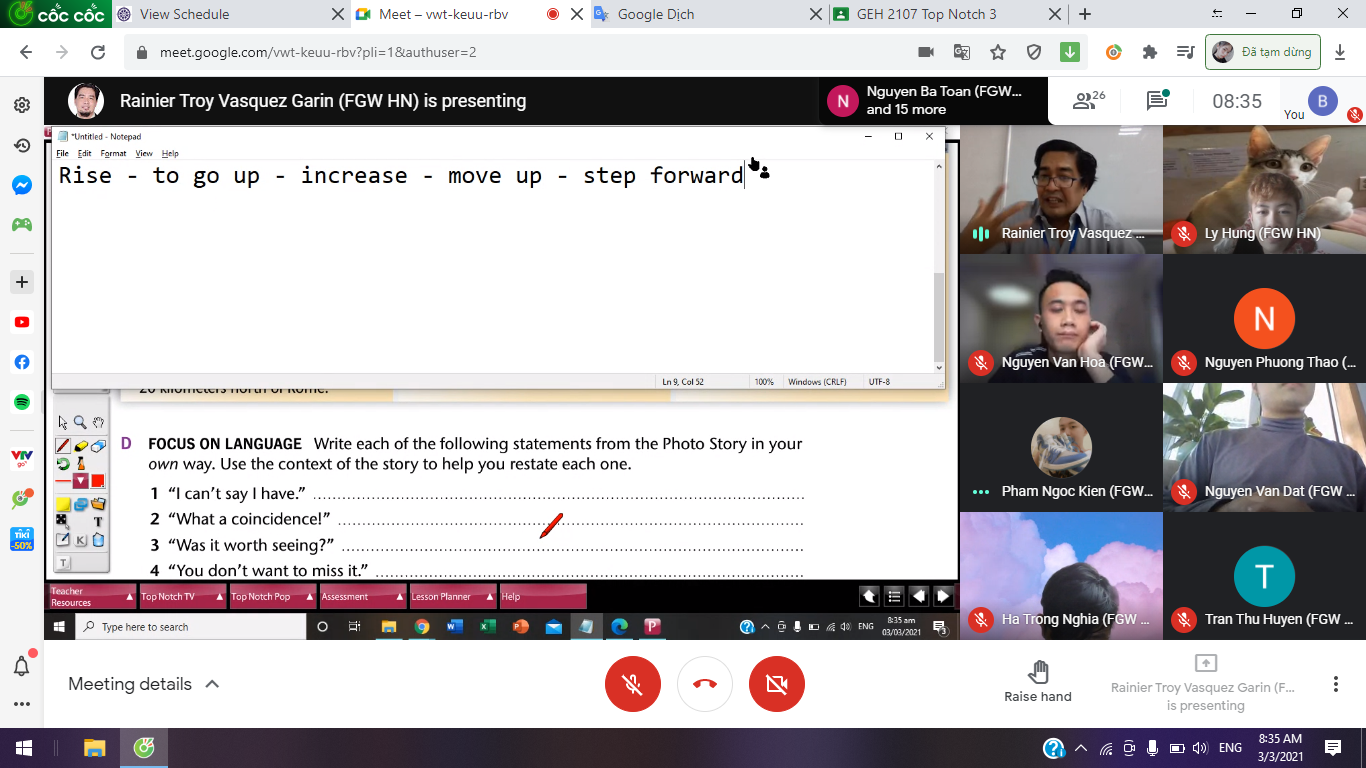 cốc cốc
View Schedule
Meet – vwt-keuu-rbv
Google Dịch
GEH 2107 Top Notch 3
meet.google.com/vwt-keuu-rbv?pli=1&authuser=2
Đã tạm dừng
Rainier Troy Vasquez Garin (FGW HN) is presenting
N
Nguyen Ba Toan (FGW...
and 15 more
26
08:35
You
B
*Untitled - Notepad
File Edit Format View Help
Rise - to go up - increase - move up - step forward
Ln 9, Col 52 100% Windows (CRLF) UTF-8
20 kilometers north of Rome.
D FOCUS ON LANGUAGE Write each of the following statements from the Photo Story in your
own way. Use the context of the story to help you restate each one.
1 “I can’t say I have.”
2 “What a coincidence!”
3 “Was it worth seeing?”
4 “You don’t want to miss it.”
T
K
T
Teacher
Resources
Top Notch TV
Top Notch Pop
Assessment
Lesson Planner
Help
Type here to search
ENG
8:35 am
03/03/2021
3
Rainier Troy Vasquez ...
Ly Hung (FGW HN)
Nguyen Van Hoa (FGW...
N
Nguyen Phuong Thao (...
Pham Ngoc Kien (FGW...
Nguyen Van Dat (FGW ...
Ha Trong Nghia (FGW ...
T
Tran Thu Huyen (FGW ...
VTV
go
TIKI
-50%
Meeting details
Raise hand
Rainier Troy Vasquez Garin (F...
is presenting
ENG
8:35 AM
3/3/2021